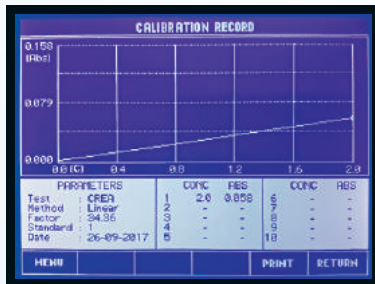 CALIBRATION RECORD
0.158
(Abs)
0.079
0.000
0.0 (C) 0.4 0.8 1.2 1.6 2.0
PARAMETERS
Test : CREA
Method : Linear
Factor : 34.36
Standard : 1
Date : 26-09-2017
CONC ABS CONC ABS
1 2.0 0.058 6 - -
2 - - 7 - -
3 - - 8 - -
4 - - 9 - -
5 - - 10 - -
MENU PRINT RETURN